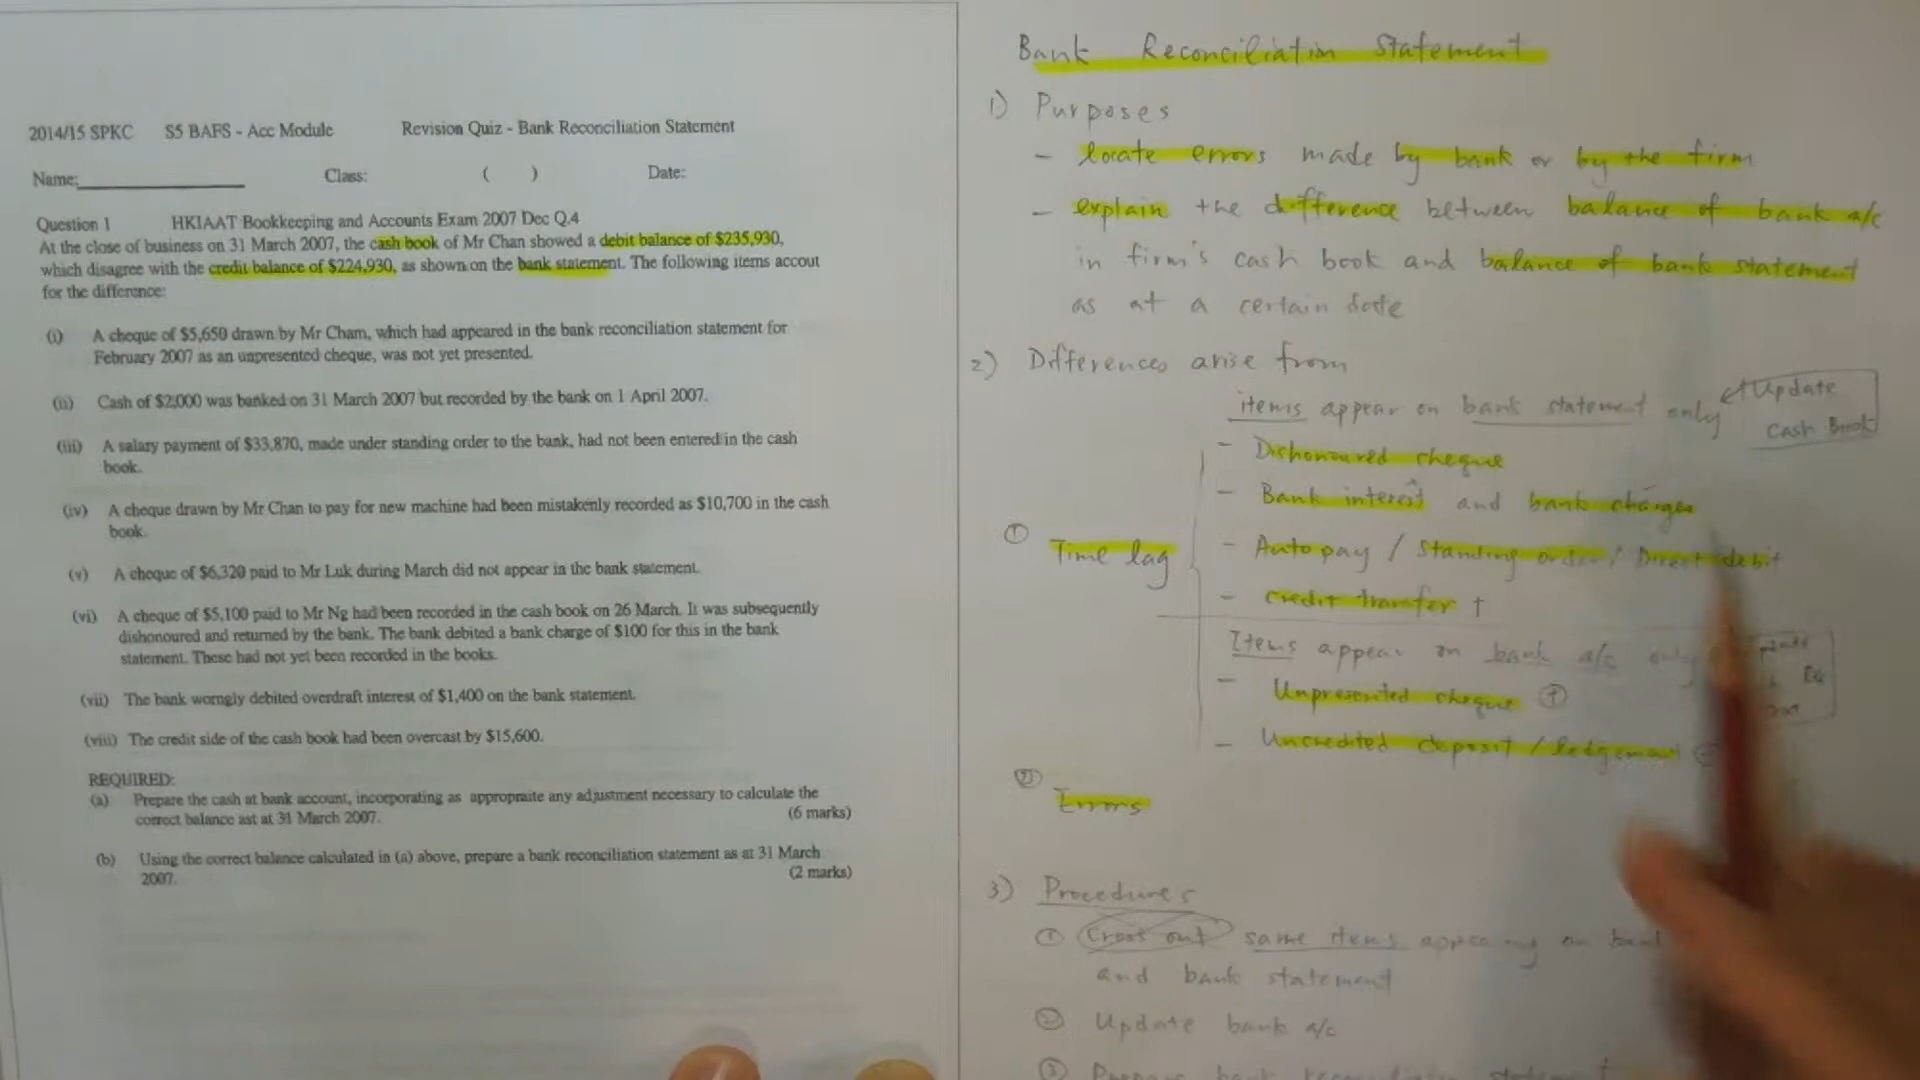 2014/15 SPKC S5 BAFS - Acc Module Revision Quiz - Bank Reconciliation Statement
Name: Class: ( ) Date:
Question 1 HKIAAT Bookkeeping and Accounts Exam 2007 Dec Q.4
At the close of business on 31 March 2007, the cash book of Mr Chan showed a debit balance of $235,930,
which disagree with the credit balance of $224,930, as shown on the bank statement. The following items accout
for the difference:
(i) A cheque of $5,650 drawn by Mr Cham, which had appeared in the bank reconciliation statement for
February 2007 as an unpresented cheque, was not yet presented.
(ii) Cash of $2,000 was banked on 31 March 2007 but recorded by the bank on 1 April 2007.
(iii) A salary payment of $33,870, made under standing order to the bank, had not been entered in the cash
book.
(iv) A cheque drawn by Mr Chan to pay for new machine had been mistakenly recorded as $10,700 in the cash
book.
(v) A cheque of $6,320 paid to Mr Luk during March did not appear in the bank statement.
(vi) A cheque of $5,100 paid to Mr Ng had been recorded in the cash book on 26 March. It was subsequently
dishonoured and returned by the bank. The bank debited a bank charge of $100 for this in the bank
statement. These had not yet been recorded in the books.
(vii) The bank worngly debited overdraft interest of $1,400 on the bank statement.
(viii) The credit side of the cash book had been overcast by $15,600.
REQUIRED:
(a) Prepare the cash at bank account, incorporating as appropraite any adjustment necessary to calculate the
correct balance ast at 31 March 2007. (6 marks)
(b) Using the correct balance calculated in (a) above, prepare a bank reconciliation statement as at 31 March
2007. (2 marks)
Bank Reconciliation Statement
1) Purposes
- locate errors made by bank or by the firm
- explain the difference between balance of bank a/c
in firm's cash book and balance of bank statement
as at a certain date
2) Differences arise from
items appear on bank statement only Update
Cash Book
- Dishonoured cheque
- Bank interest and bank charges
① Time lag - Autopay / Standing order / Direct debit
- credit transfer
Items appear on bank a/c only
- Unpresented cheque
- Uncredited deposit / lodgement
② Errors
3) Procedures
① Cross out same items appearing on
and bank statement
② Update bank a/c
③ Prepare bank reconciliation statement